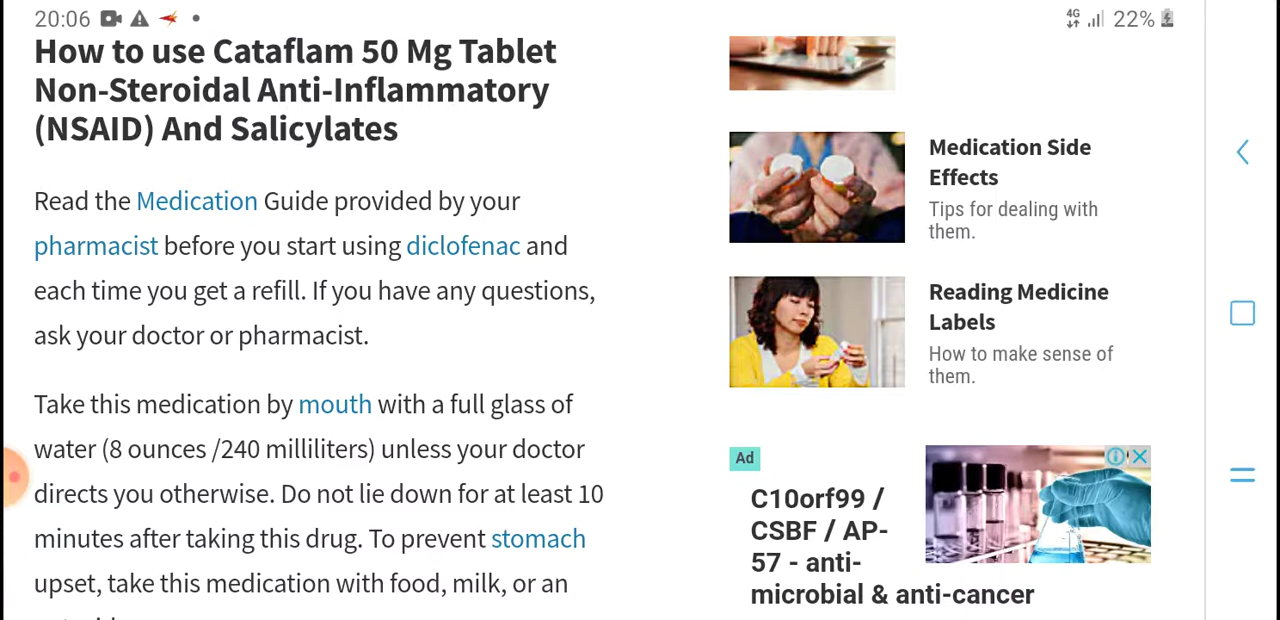 20:06
4G 22%
How to use Cataflam 50 Mg Tablet
Non-Steroidal Anti-Inflammatory
(NSAID) And Salicylates
Read the Medication Guide provided by your
pharmacist before you start using diclofenac and
each time you get a refill. If you have any questions,
ask your doctor or pharmacist.
Take this medication by mouth with a full glass of
water (8 ounces /240 milliliters) unless your doctor
directs you otherwise. Do not lie down for at least 10
minutes after taking this drug. To prevent stomach
upset, take this medication with food, milk, or an
Medication Side
Effects
Tips for dealing with
them.
Reading Medicine
Labels
How to make sense of
them.
Ad
C10orf99 /
CSBF / AP-
57 - anti-
microbial & anti-cancer